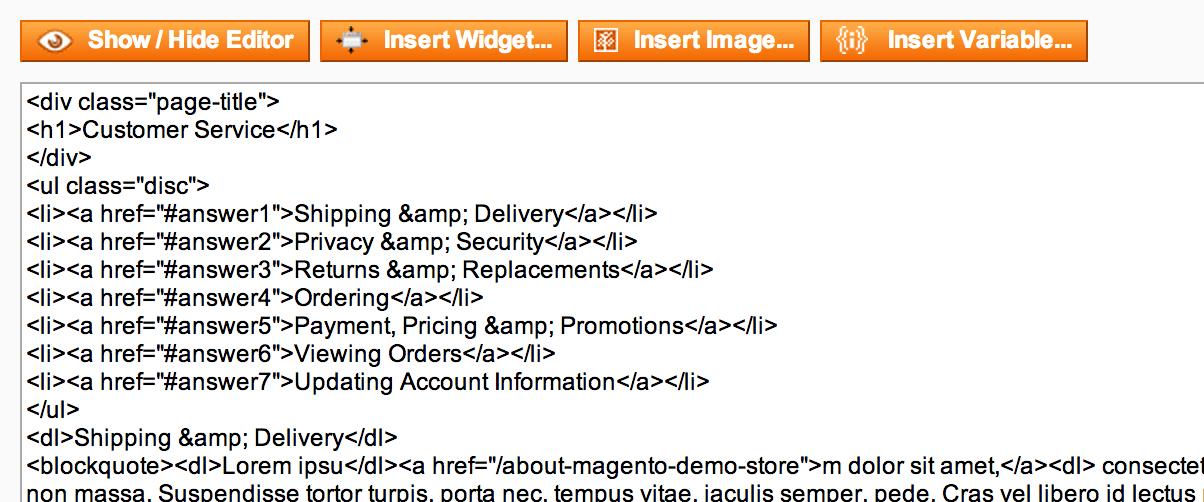 Show / Hide Editor Insert Widget... Insert Image... Insert Variable...
<div class="page-title">
<h1>Customer Service</h1>
</div>
<ul class="disc">
<li><a href="#answer1">Shipping &amp; Delivery</a></li>
<li><a href="#answer2">Privacy &amp; Security</a></li>
<li><a href="#answer3">Returns &amp; Replacements</a></li>
<li><a href="#answer4">Ordering</a></li>
<li><a href="#answer5">Payment, Pricing &amp; Promotions</a></li>
<li><a href="#answer6">Viewing Orders</a></li>
<li><a href="#answer7">Updating Account Information</a></li>
</ul>
<dl>Shipping &amp; Delivery</dl>
<blockquote><dl>Lorem ipsu</dl><a href="/about-magento-demo-store">m dolor sit amet,</a><dl> consectet
non massa. Suspendisse tortor turpis, porta nec, tempus vitae, iaculis semper, pede. Cras vel libero id lectus